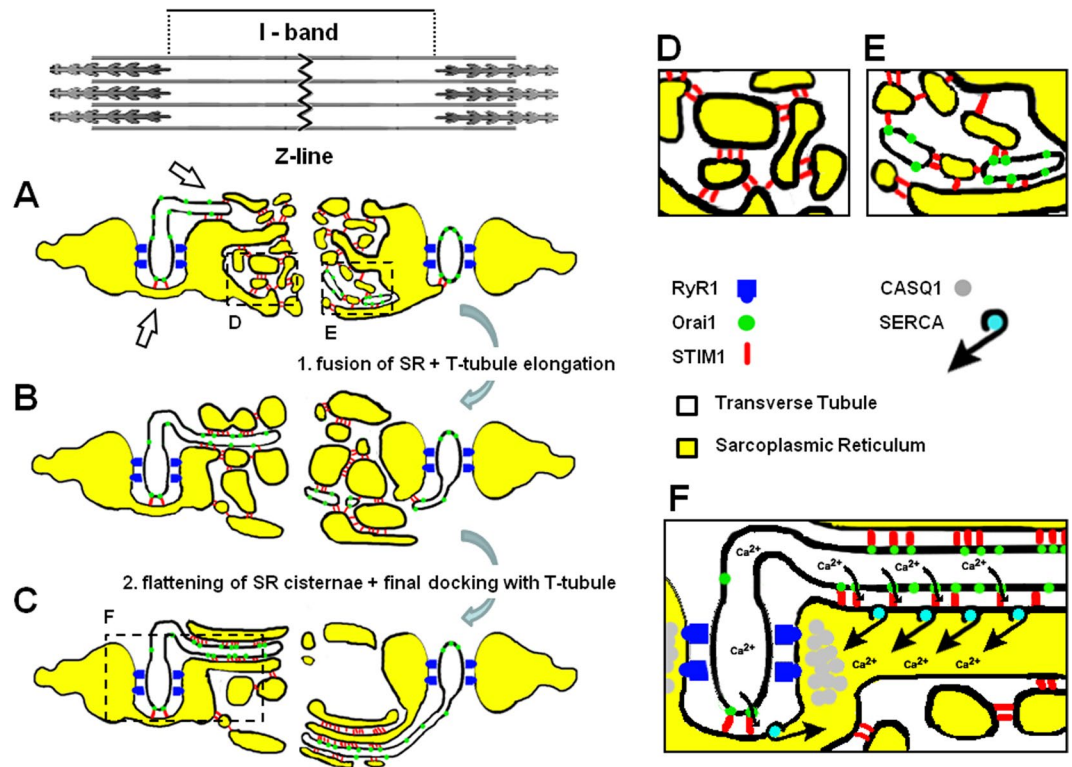 I - band
Z-line
A
D
E
1. fusion of SR + T-tubule elongation
B
2. flattening of SR cisternae + final docking with T-tubule
C
F
D
E
RyR1
CASQ1
Orai1
SERCA
STIM1
Transverse Tubule
Sarcoplasmic Reticulum
F
Ca2+
Ca2+ Ca2+ Ca2+ Ca2+
Ca2+
Ca2+ Ca2+ Ca2+